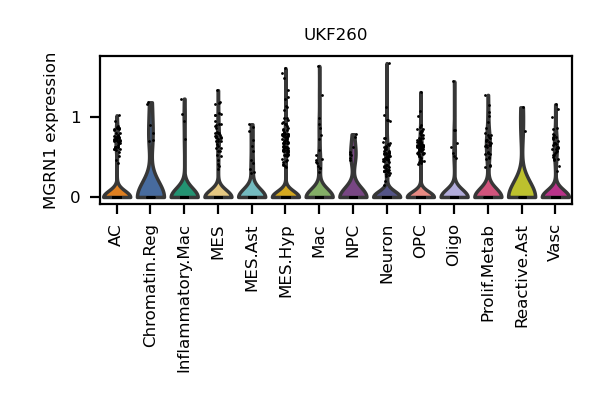 UKF260
MGRN1 expression
1
0
AC
Chromatin.Reg
Inflammatory.Mac
MES
MES.Ast
MES.Hyp
Mac
NPC
Neuron
OPC
Oligo
Prolif.Metab
Reactive.Ast
Vasc